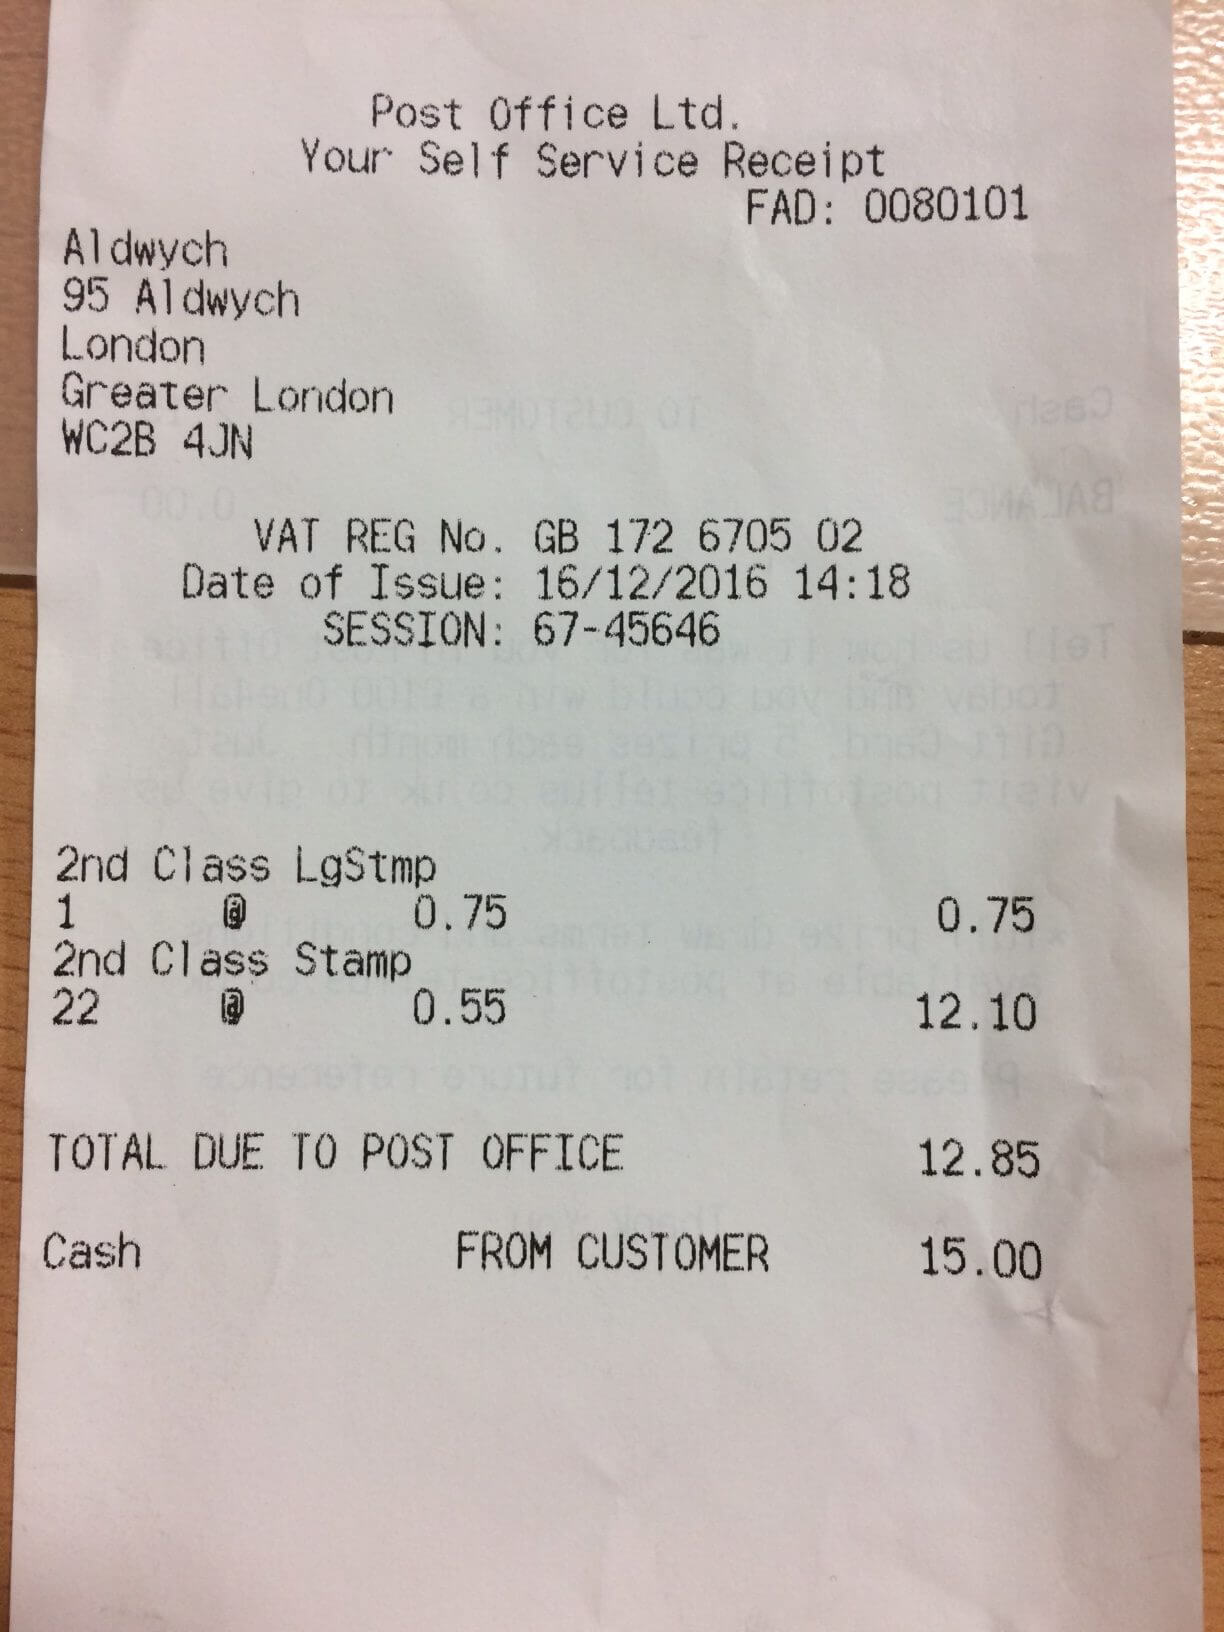 Post Office Ltd.
Your Self Service Receipt
FAD: 0080101
Aldwych
95 Aldwych
London
Greater London
WC2B 4JN
VAT REG No. GB 172 6705 02
Date of Issue: 16/12/2016 14:18
SESSION: 67-45646
2nd Class LgStmp
1 @ 0.75 0.75
2nd Class Stamp
22 @ 0.55 12.10
TOTAL DUE TO POST OFFICE 12.85
Cash FROM CUSTOMER 15.00